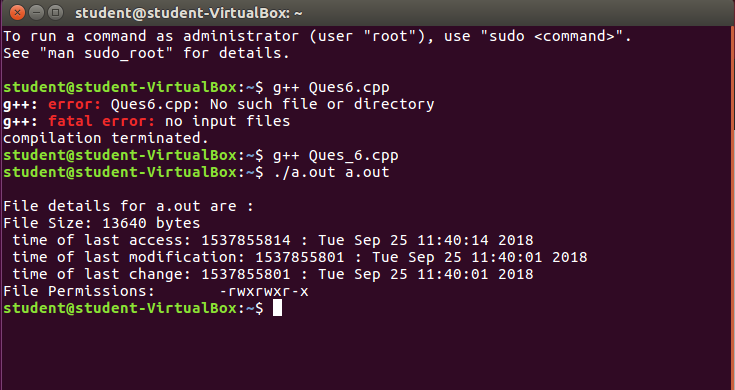 student@student-VirtualBox: ~
To run a command as administrator (user "root"), use "sudo <command>".
See "man sudo_root" for details.
student@student-VirtualBox:~$ g++ Ques6.cpp
g++: error: Ques6.cpp: No such file or directory
g++: fatal error: no input files
compilation terminated.
student@student-VirtualBox:~$ g++ Ques_6.cpp
student@student-VirtualBox:~$ ./a.out a.out
File details for a.out are :
File Size: 13640 bytes
time of last access: 1537855814 : Tue Sep 25 11:40:14 2018
time of last modification: 1537855801 : Tue Sep 25 11:40:01 2018
time of last change: 1537855801 : Tue Sep 25 11:40:01 2018
File Permissions:       -rwxrwxr-x
student@student-VirtualBox:~$